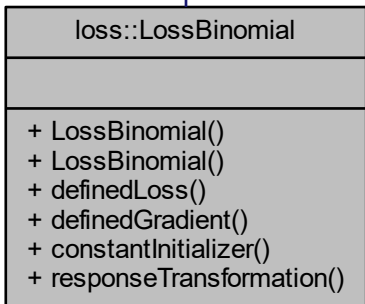 loss::LossBinomial
+ LossBinomial()
+ LossBinomial()
+ definedLoss()
+ definedGradient()
+ constantInitializer()
+ responseTransformation()